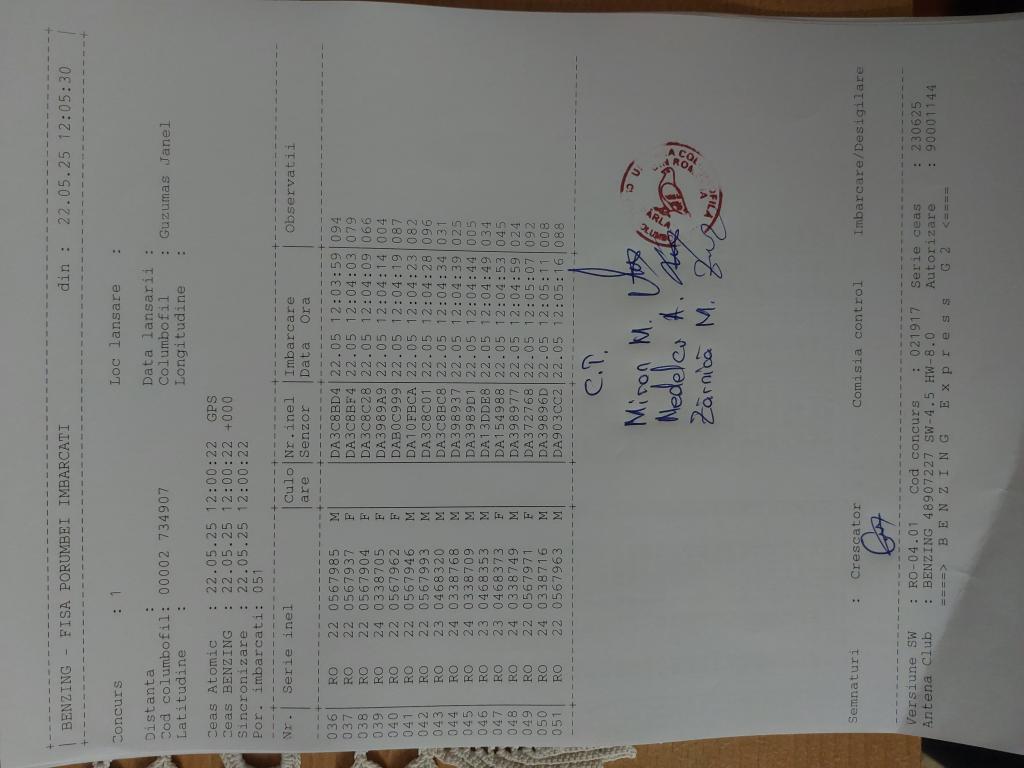 BENZING - FISA PORUMBEI IMBARCATI din : 22.05.25 12:05:30
Concurs : 1 Loc lansare :
Distanta : Data lansarii :
Cod columbofil: 00002 734907 Columbofil : Guzumas Janel
Latitudine : Longitudine :
Ceas Atomic : 22.05.25 12:00:22 GPS
Ceas BENZING : 22.05.25 12:00:22 +000
Sincronizare : 22.05.25 12:00:22
Por. imbarcati: 051
Nr. | Serie inel |Culo|Nr.inel |Imbarcare | Observatii
|are |Senzor |Data Ora |
036 RO 22 0567985 M DA3C8BD4 22.05 12:03:59 094
037 RO 22 0567937 F DA3C8BF4 22.05 12:04:03 079
038 RO 22 0567904 F DA3C8C28 22.05 12:04:09 066
039 RO 24 0338705 F DA3989A9 22.05 12:04:14 004
040 RO 22 0567962 F DAB0C999 22.05 12:04:19 087
041 RO 22 0567946 M DA10FBCA 22.05 12:04:23 082
042 RO 22 0567993 M DA3C8C01 22.05 12:04:28 096
043 RO 23 0468320 M DA3C8BC8 22.05 12:04:34 031
044 RO 24 0338768 M DA398937 22.05 12:04:39 025
045 RO 24 0338709 M DA3989D1 22.05 12:04:44 005
046 RO 23 0468353 M DA13DDB8 22.05 12:04:49 034
047 RO 23 0468373 F DA154988 22.05 12:04:53 045
048 RO 24 0338749 M DA398977 22.05 12:04:59 024
049 RO 22 0567971 F DA372768 22.05 12:05:07 092
050 RO 24 0338716 M DA39896D 22.05 12:05:11 008
051 RO 22 0567963 M DA903CC2 22.05 12:05:16 088
C.P.
Miron M.
Medelev A.
Zărnică M.
Semnaturi : Crescator Comisia control Imbarcare/Desigilare
Versiune SW : RO-04.01 Cod concurs : 021917 Serie ceas : 230625
Antena Club : BENZING 48907227 SW-4.5 HW-8.0 Autorizare : 90001144
====> B E N Z I N G E x p r e s s G 2 <====